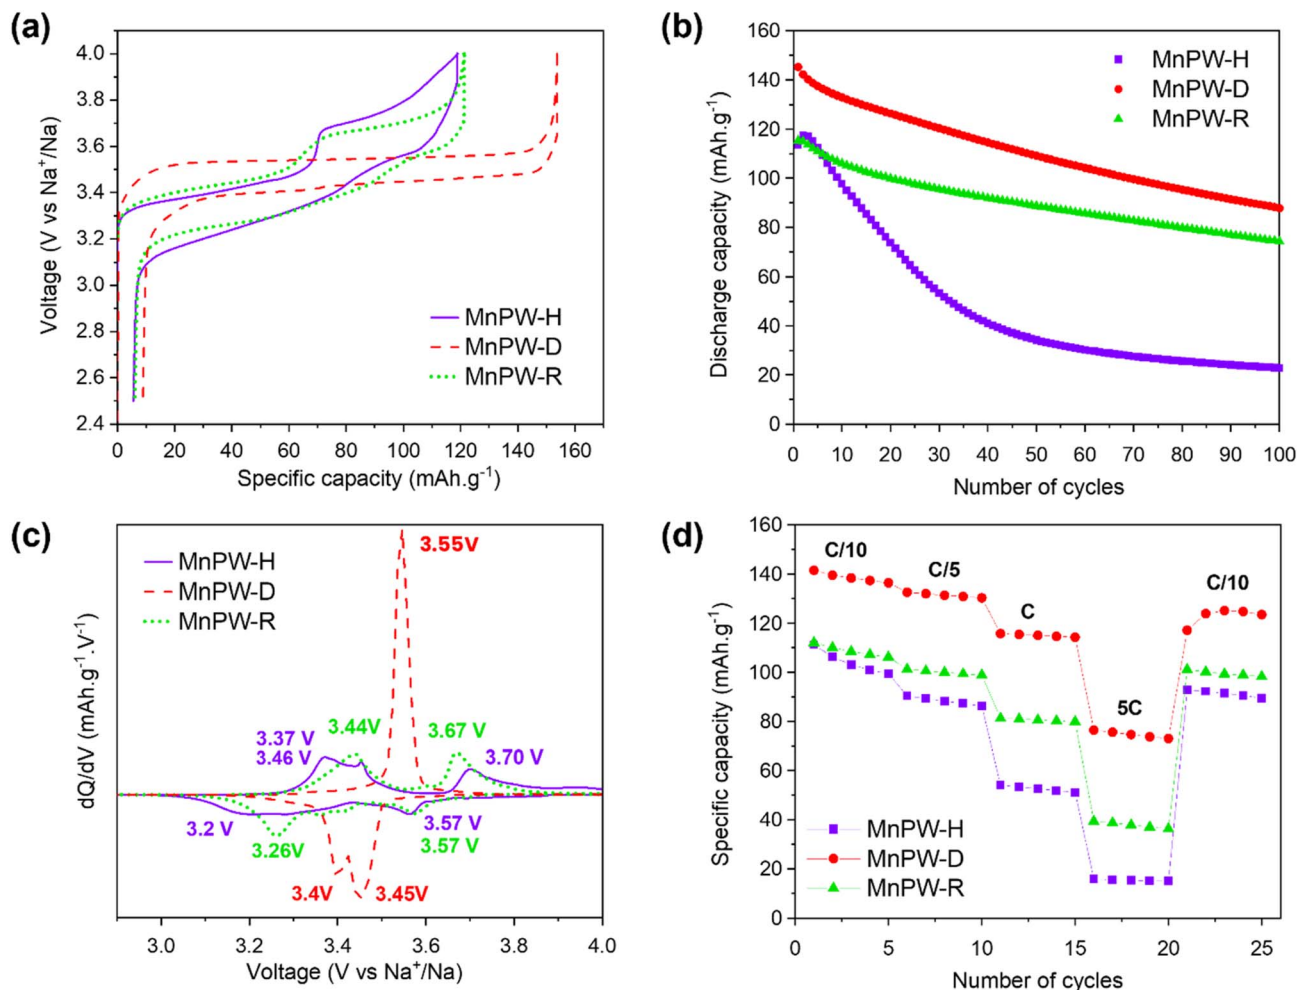 (a)
4.0
3.8
3.6
3.4
3.2
3.0
2.8
2.6
2.4
Voltage (V vs Na⁺/Na)
MnPW-H
MnPW-D
MnPW-R
0 20 40 60 80 100 120 140 160
Specific capacity (mAh.g⁻¹)
(b)
160
140
120
100
80
60
40
20
0
Discharge capacity (mAh.g⁻¹)
MnPW-H
MnPW-D
MnPW-R
0 10 20 30 40 50 60 70 80 90 100
Number of cycles
(c)
dQ/dV (mAh.g⁻¹.V⁻¹)
MnPW-H
MnPW-D
MnPW-R
3.55V
3.44V
3.67 V
3.37 V
3.46 V
3.70 V
3.2 V
3.57 V
3.26V
3.57 V
3.4V
3.45V
3.0 3.2 3.4 3.6 3.8 4.0
Voltage (V vs Na⁺/Na)
(d)
160
140
120
100
80
60
40
20
0
Specific capacity (mAh.g⁻¹)
C/10
C/5
C
5C
C/10
MnPW-H
MnPW-D
MnPW-R
0 5 10 15 20 25
Number of cycles